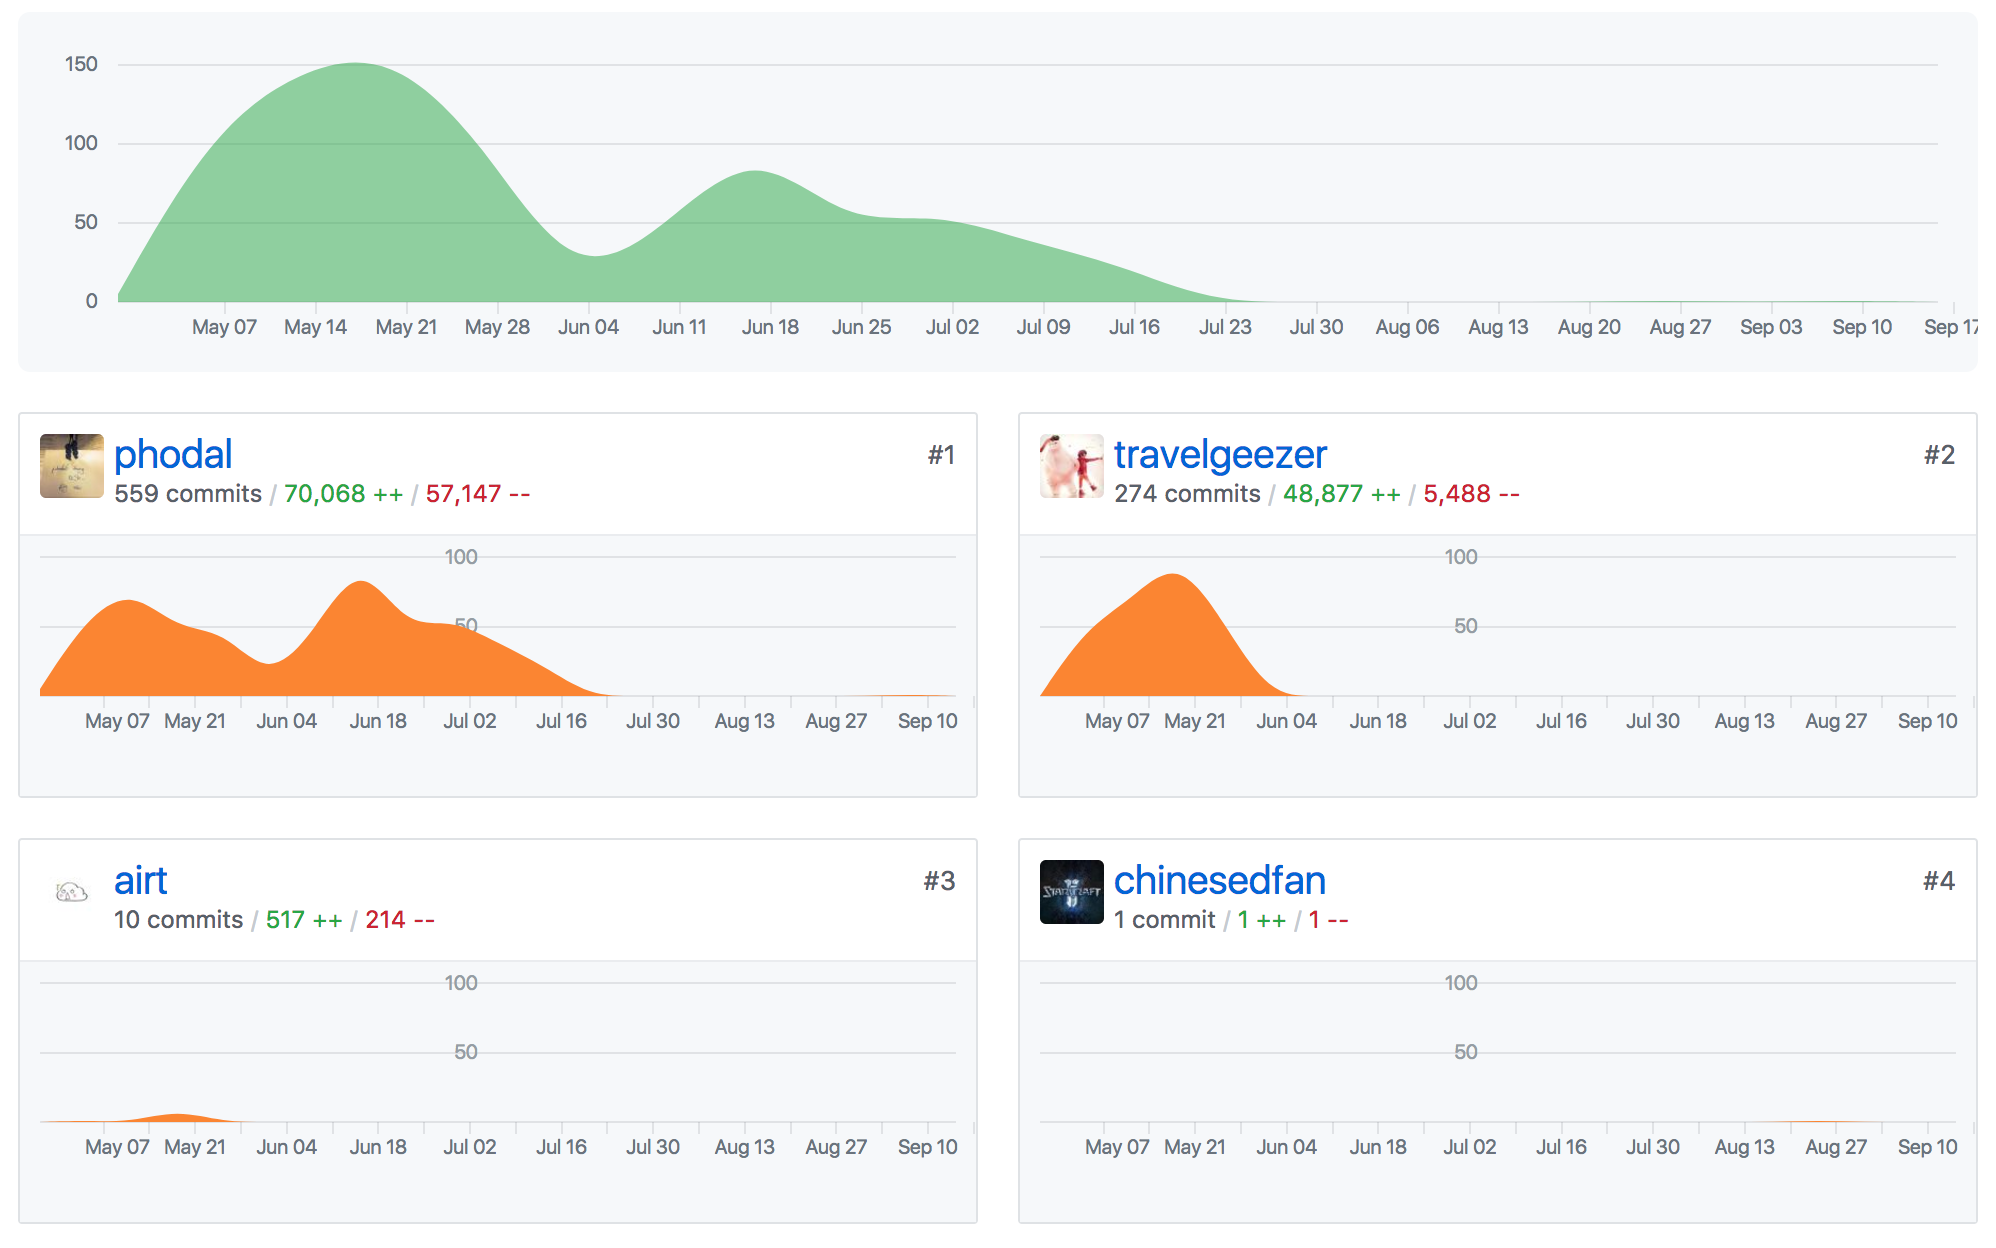 150
100
50
0
May 07 May 14 May 21 May 28 Jun 04 Jun 11 Jun 18 Jun 25 Jul 02 Jul 09 Jul 16 Jul 23 Jul 30 Aug 06 Aug 13 Aug 20 Aug 27 Sep 03 Sep 10 Sep 17
phodal #1
559 commits / 70,068 ++ / 57,147 --
100
50
May 07 May 21 Jun 04 Jun 18 Jul 02 Jul 16 Jul 30 Aug 13 Aug 27 Sep 10
travelgeezer #2
274 commits / 48,877 ++ / 5,488 --
100
50
May 07 May 21 Jun 04 Jun 18 Jul 02 Jul 16 Jul 30 Aug 13 Aug 27 Sep 10
airt #3
10 commits / 517 ++ / 214 --
100
50
May 07 May 21 Jun 04 Jun 18 Jul 02 Jul 16 Jul 30 Aug 13 Aug 27 Sep 10
STARCRAFT
II
chinesedfan #4
1 commit / 1 ++ / 1 --
100
50
May 07 May 21 Jun 04 Jun 18 Jul 02 Jul 16 Jul 30 Aug 13 Aug 27 Sep 10